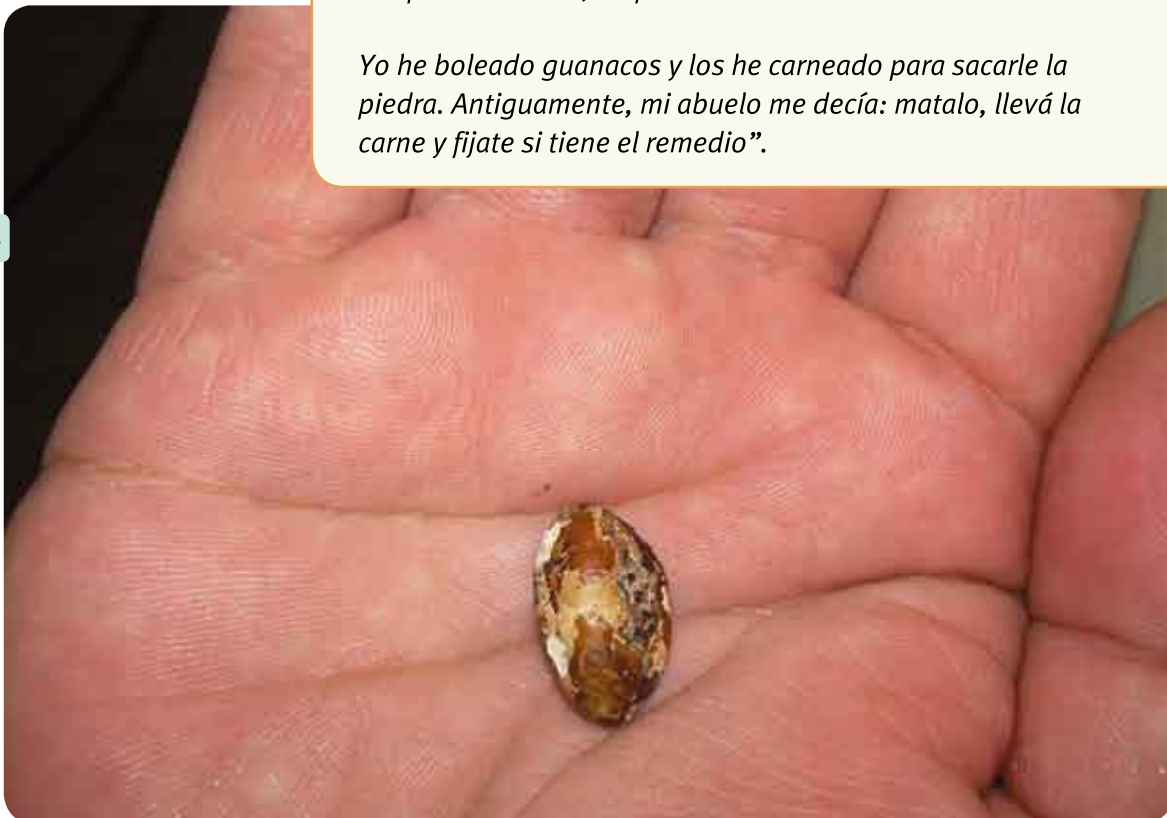 Yo he boleado guanacos y los he carneado para sacarle la
piedra. Antiguamente, mi abuelo me decía: matalo, llevá la
carne y fijate si tiene el remedio”.